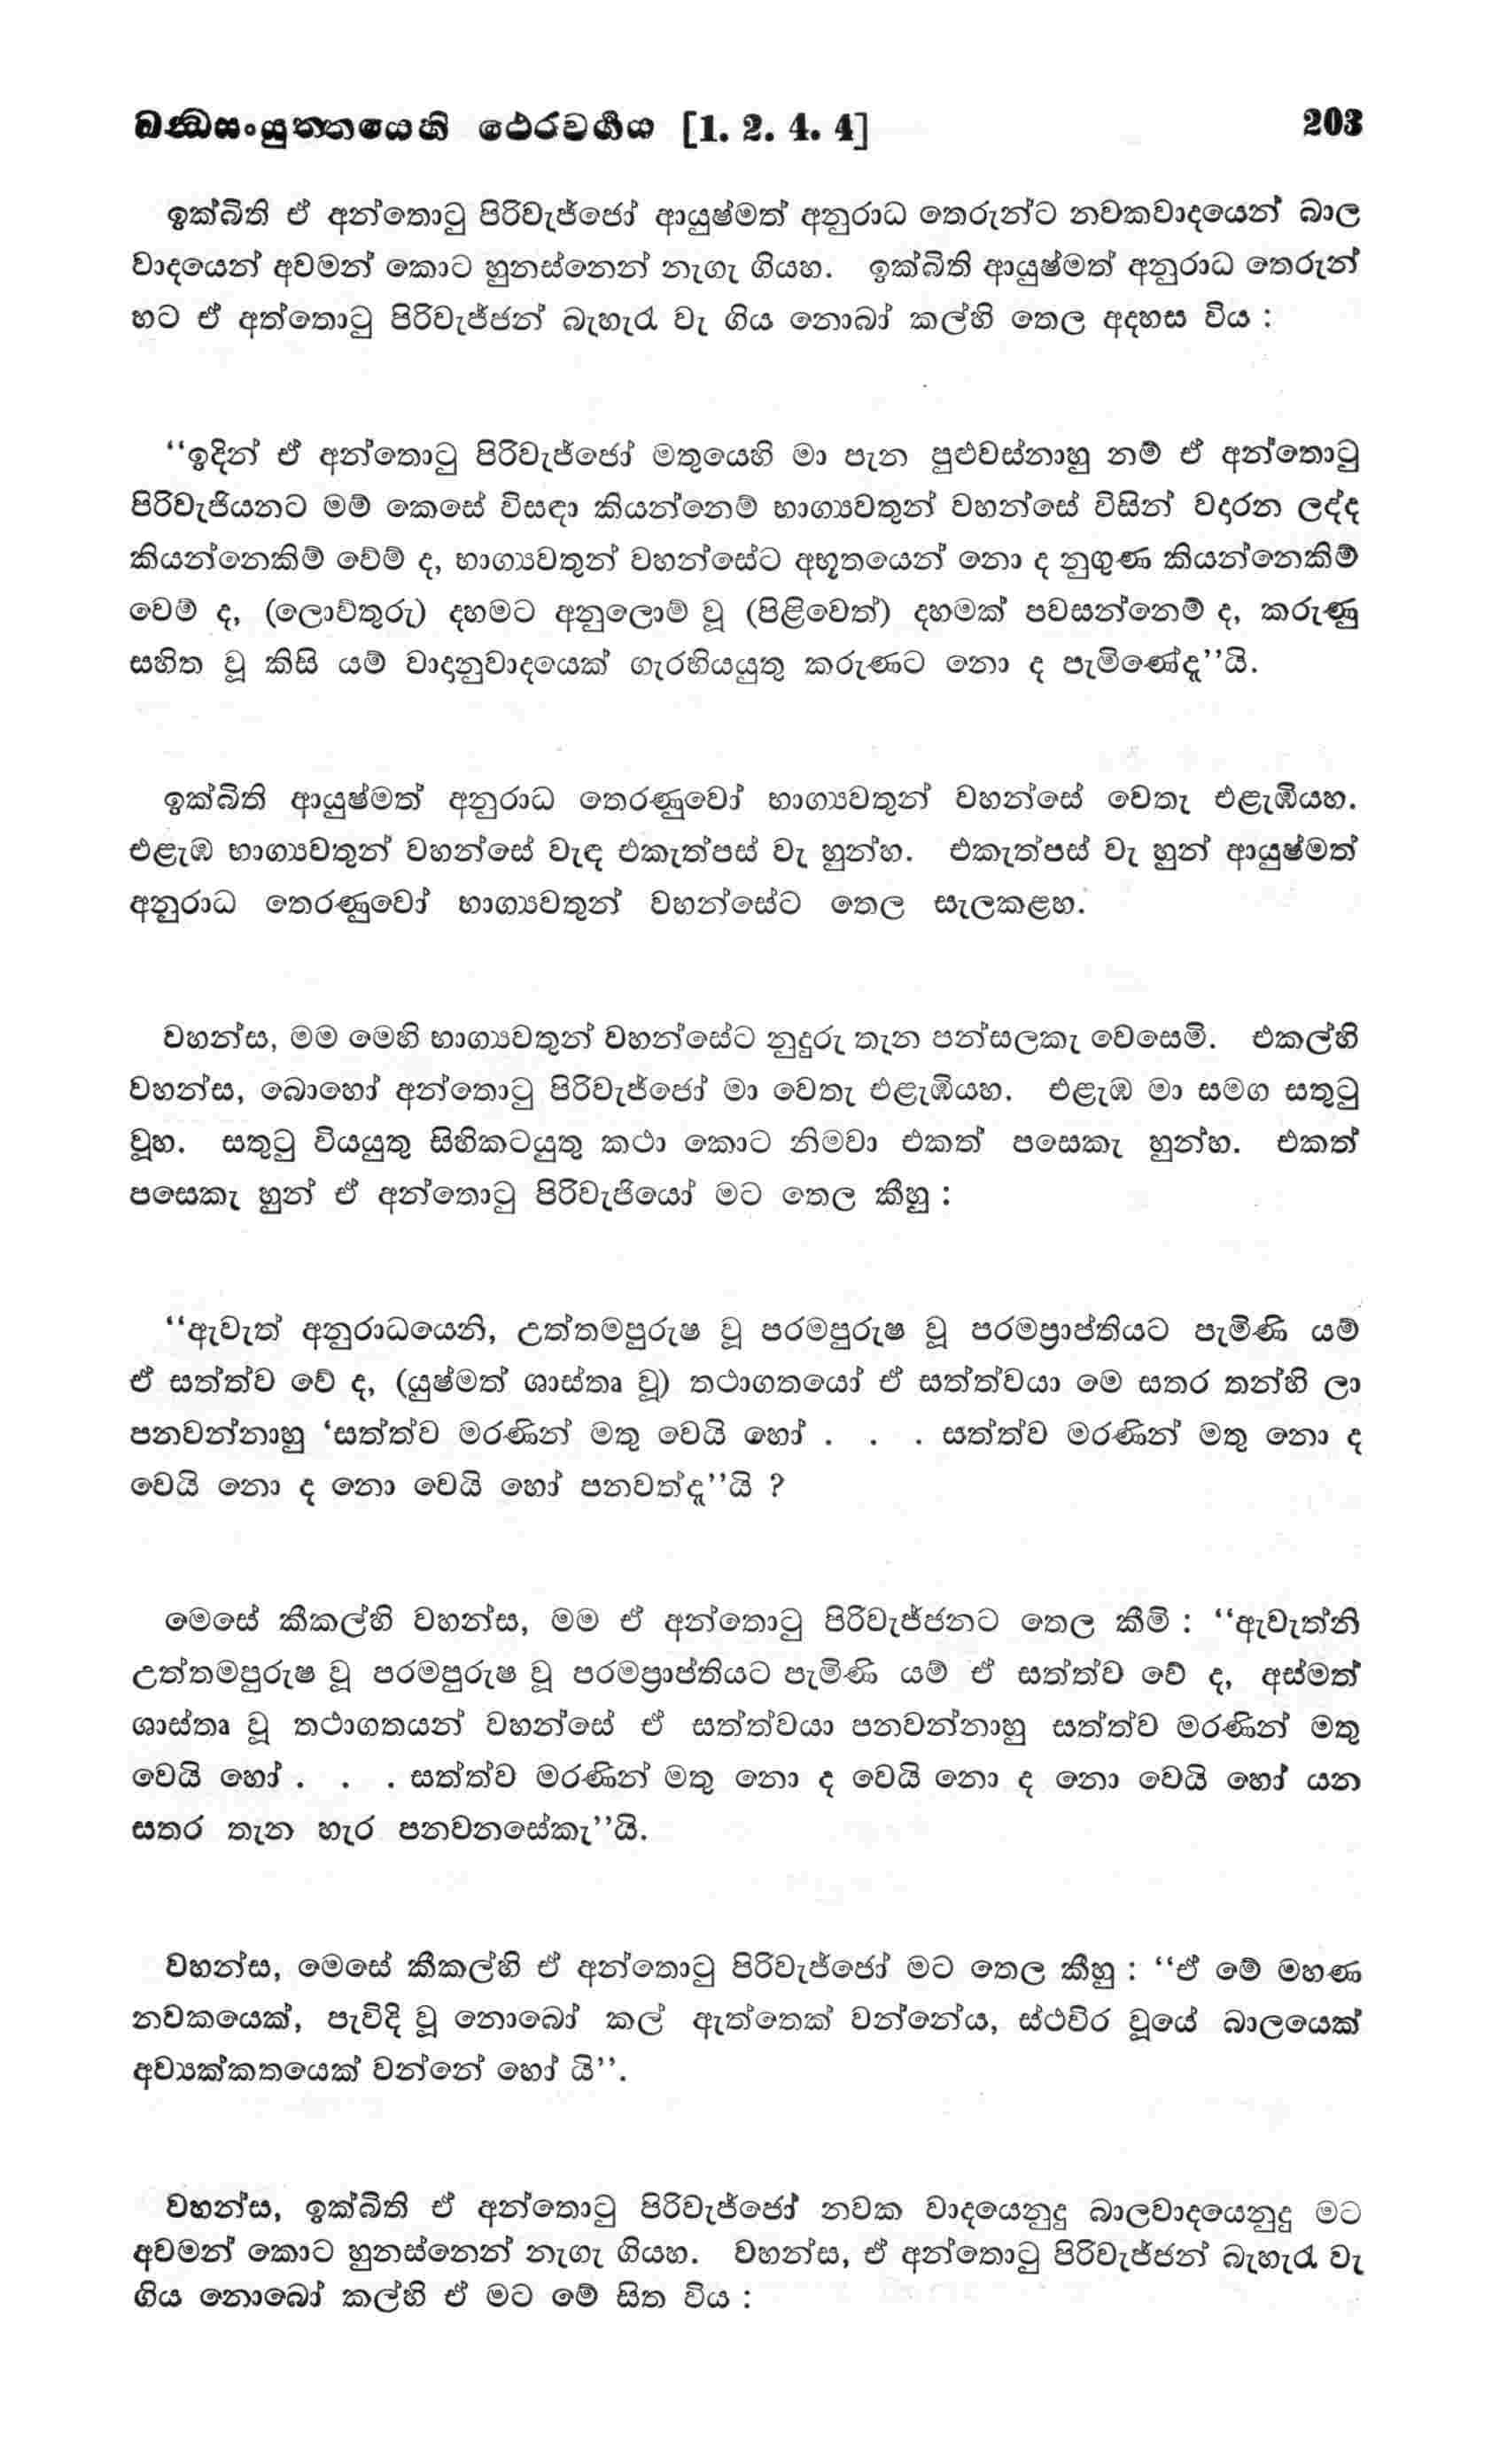 ඛන්ධසංයුත්තයෙහි ථෙරවර්‍ගය [1. 2. 4. 4] 203
ඉක්බිති ඒ අන්තොටු පිරිවැජ්ජෝ ආයුෂ්මත් අනුරාධ තෙරුන්ට නවකවාදයෙන් බාල
වාදයෙන් අවමන් කොට හුනස්නෙන් නැගැ ගියහ. ඉක්බිති ආයුෂ්මත් අනුරාධ තෙරුන්
හට ඒ අත්තොටු පිරිවැජ්ජන් බැහැරැ වැ ගිය නොබෝ කල්හි තෙල අදහස විය :
“ඉදින් ඒ අන්තොටු පිරිවැජ්ජෝ මතුයෙහි මා පැන පුළුවස්නාහු නම් ඒ අන්තොටු
පිරිවැජියනට මම් කෙසේ විසඳා කියන්නෙම් භාග්‍යවතුන් වහන්සේ විසින් වදාරන ලද්ද
කියන්නෙකිම් වේම් ද, භාග්‍යවතුන් වහන්සේට අභූතයෙන් නො ද නුගුණ කියන්නෙකිම්
වෙම් ද, (ලොව්තුරු) දහමට අනුලොම් වූ (පිළිවෙත්) දහමක් පවසන්නෙම් ද, කරුණු
සහිත වූ කිසි යම් වාදානුවාදයෙක් ගැරහියයුතු කරුණට නො ද පැමිණේදැ”යි.
ඉක්බිති ආයුෂ්මත් අනුරාධ තෙරණුවෝ භාග්‍යවතුන් වහන්සේ වෙතැ එළැඹියහ.
එළැඹ භාග්‍යවතුන් වහන්සේ වැඳ එකැත්පස් වැ හුන්හ. එකැත්පස් වැ හුන් ආයුෂ්මත්
අනුරාධ තෙරණුවෝ භාග්‍යවතුන් වහන්සේට තෙල සැලකළහ.
වහන්ස, මම මෙහි භාග්‍යවතුන් වහන්සේට නුදුරු තැන පන්සලකැ වෙසෙමි. එකල්හි
වහන්ස, බොහෝ අන්තොටු පිරිවැජ්ජෝ මා වෙතැ එළැඹියහ. එළැඹ මා සමග සතුටු
වූහ. සතුටු වියයුතු සිහිකටයුතු කථා කොට නිමවා එකත් පසෙකැ හුන්හ. එකත්
පසෙකැ හුන් ඒ අන්තොටු පිරිවැජියෝ මට තෙල කීහු :
“ඇවැත් අනුරාධයෙනි, උත්තමපුරුෂ වූ පරමපුරුෂ වූ පරමප්‍රාප්තියට පැමිණි යම්
ඒ සත්ත්ව වේ ද, (යුෂ්මත් ශාස්තෘ වූ) තථාගතයෝ ඒ සත්ත්වයා මෙ සතර තන්හි ලා
පනවන්නාහු ‘සත්ත්ව මරණින් මතු වෙයි හෝ . . . සත්ත්ව මරණින් මතු නො ද
වෙයි නො ද නො වෙයි හෝ පනවත්දැ”යි ?
මෙසේ කීකල්හි වහන්ස, මම ඒ අන්තොටු පිරිවැජ්ජනට තෙල කීමි : “ඇවැත්නි
උත්තමපුරුෂ වූ පරමපුරුෂ වූ පරමප්‍රාප්තියට පැමිණි යම් ඒ සත්ත්ව වේ ද, අස්මත්
ශාස්තෘ වූ තථාගතයන් වහන්සේ ඒ සත්ත්වයා පනවන්නාහු සත්ත්ව මරණින් මතු
වෙයි හෝ . . . සත්ත්ව මරණින් මතු නො ද වෙයි නො ද නො වෙයි හෝ යන
සතර තැන හැර පනවනසේකැ”යි.
වහන්ස, මෙසේ කීකල්හි ඒ අන්තොටු පිරිවැජ්ජෝ මට තෙල කීහු : “ඒ මේ මහණ
නවකයෙක්, පැවිදි වූ නොබෝ කල් ඇත්තෙක් වන්නේය, ස්ථවිර වූයේ බාලයෙක්
අව්‍යක්තයෙක් වන්නේ හෝ යි”.
වහන්ස, ඉක්බිති ඒ අන්තොටු පිරිවැජ්ජෝ නවක වාදයෙනුදු බාලවාදයෙනුදු මට
අවමන් කොට හුනස්නෙන් නැගැ ගියහ. වහන්ස, ඒ අන්තොටු පිරිවැජ්ජන් බැහැරැ වැ
ගිය නොබෝ කල්හි ඒ මට මේ සිත විය :